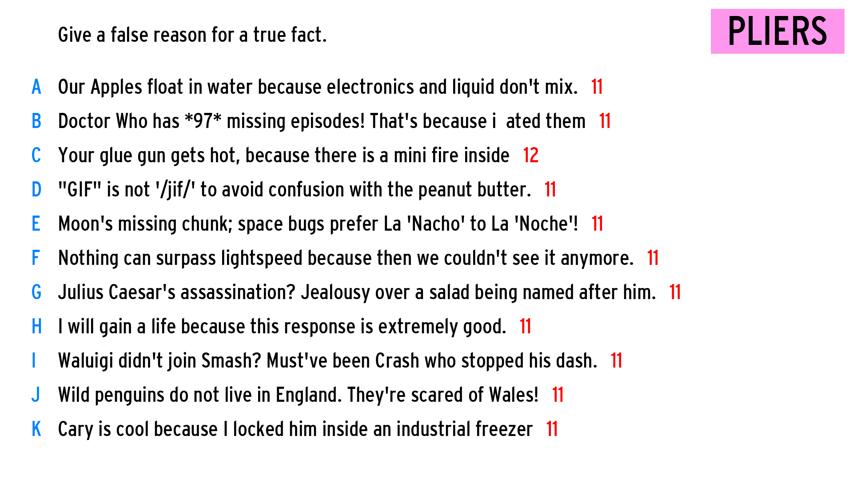 Give a false reason for a true fact.
PLIERS
A Our Apples float in water because electronics and liquid don't mix. 11
B Doctor Who has *97* missing episodes! That's because i  ated them 11
C Your glue gun gets hot, because there is a mini fire inside 12
D "GIF" is not '/jif/' to avoid confusion with the peanut butter. 11
E Moon's missing chunk; space bugs prefer La 'Nacho' to La 'Noche'! 11
F Nothing can surpass lightspeed because then we couldn't see it anymore. 11
G Julius Caesar's assassination? Jealousy over a salad being named after him. 11
H I will gain a life because this response is extremely good. 11
I Waluigi didn't join Smash? Must've been Crash who stopped his dash. 11
J Wild penguins do not live in England. They're scared of Wales! 11
K Cary is cool because I locked him inside an industrial freezer 11